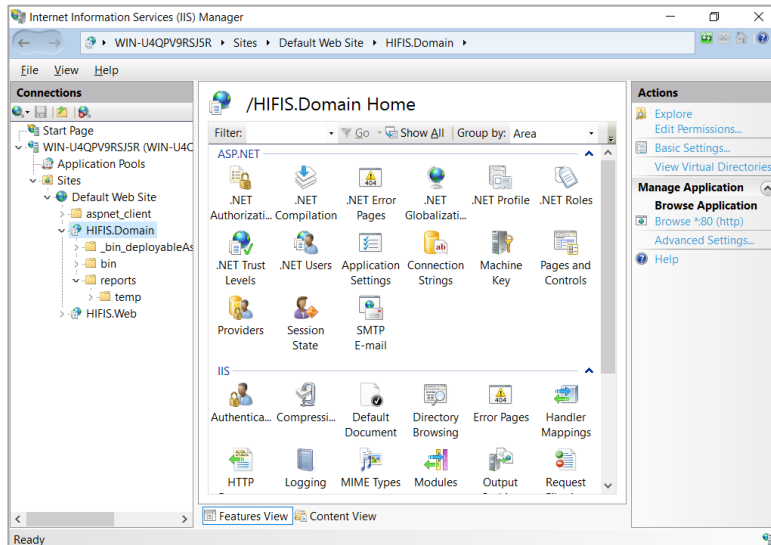 Internet Information Services (IIS) Manager
WIN-U4QPV9RSJ5R Sites Default Web Site HIFIS.Domain
File View Help
Connections
Start Page
WIN-U4QPV9RSJ5R (WIN-U4C
Application Pools
Sites
Default Web Site
aspnet_client
HIFIS.Domain
_bin_deployableAs
bin
reports
temp
HIFIS.Web
/HIFIS.Domain Home
Filter: Go Show All Group by: Area
ASP.NET
.NET .NET .NET Error .NET .NET Profile .NET Roles
Authorizati... Compilation Pages Globalizati...
.NET Trust .NET Users Application Connection Machine Pages and
Levels Settings Strings Key Controls
Providers Session SMTP
State E-mail
IIS
Authentica... Compressi... Default Directory Error Pages Handler
Document Browsing Mappings
HTTP Logging MIME Types Modules Output Request
Features View Content View
Actions
Explore
Edit Permissions...
Basic Settings...
View Virtual Directories
Manage Application
Browse Application
Browse *:80 (http)
Advanced Settings...
Help
Ready